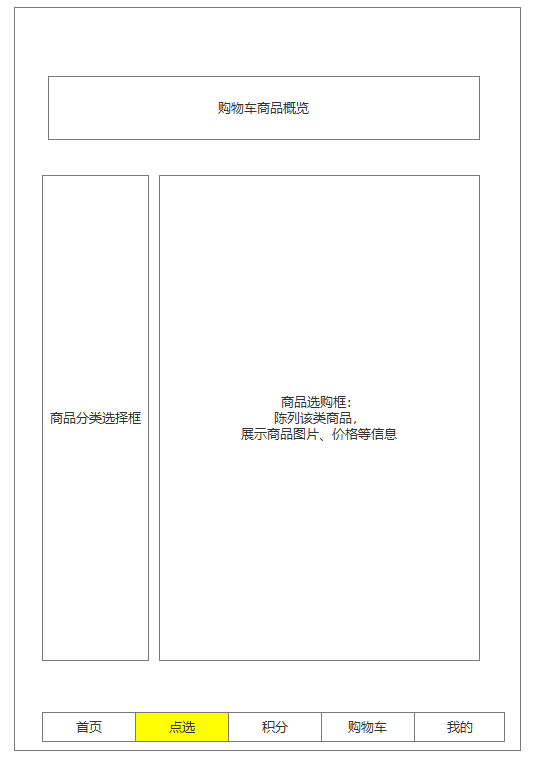 购物车商品概览
商品分类选择框
商品选购框：
陈列该类商品，
展示商品图片、价格等信息
首页
点选
积分
购物车
我的